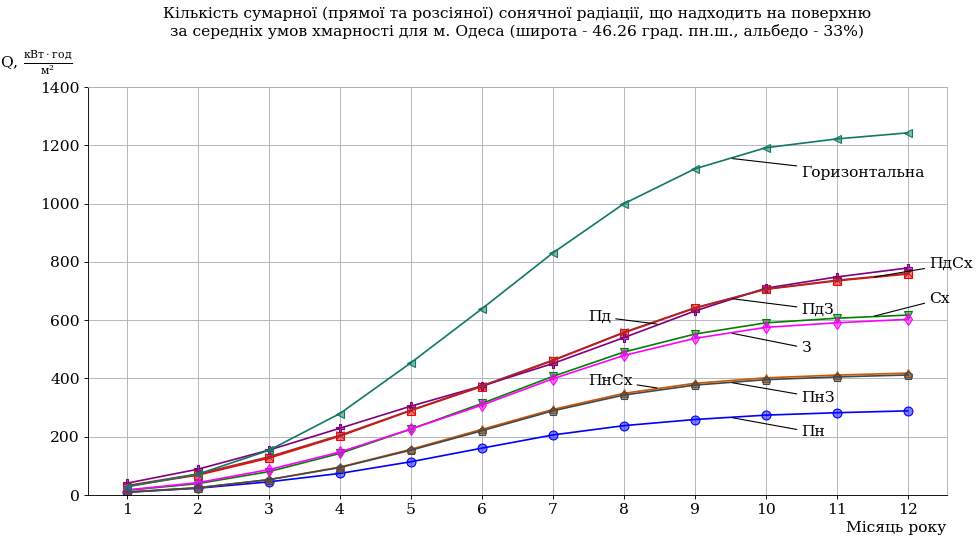 Кількість сумарної (прямої та розсіяної) сонячної радіації, що надходить на поверхню
за середніх умов хмарності для м. Одеса (широта - 46.26 град. пн.ш., альбедо - 33%)
Q, кВт · год / м²
1400
1200
1000
800
600
400
200
0
Горизонтальна
ПдСх
Сх
Пд
ПдЗ
З
ПнСх
ПнЗ
Пн
1 2 3 4 5 6 7 8 9 10 11 12
Місяць року